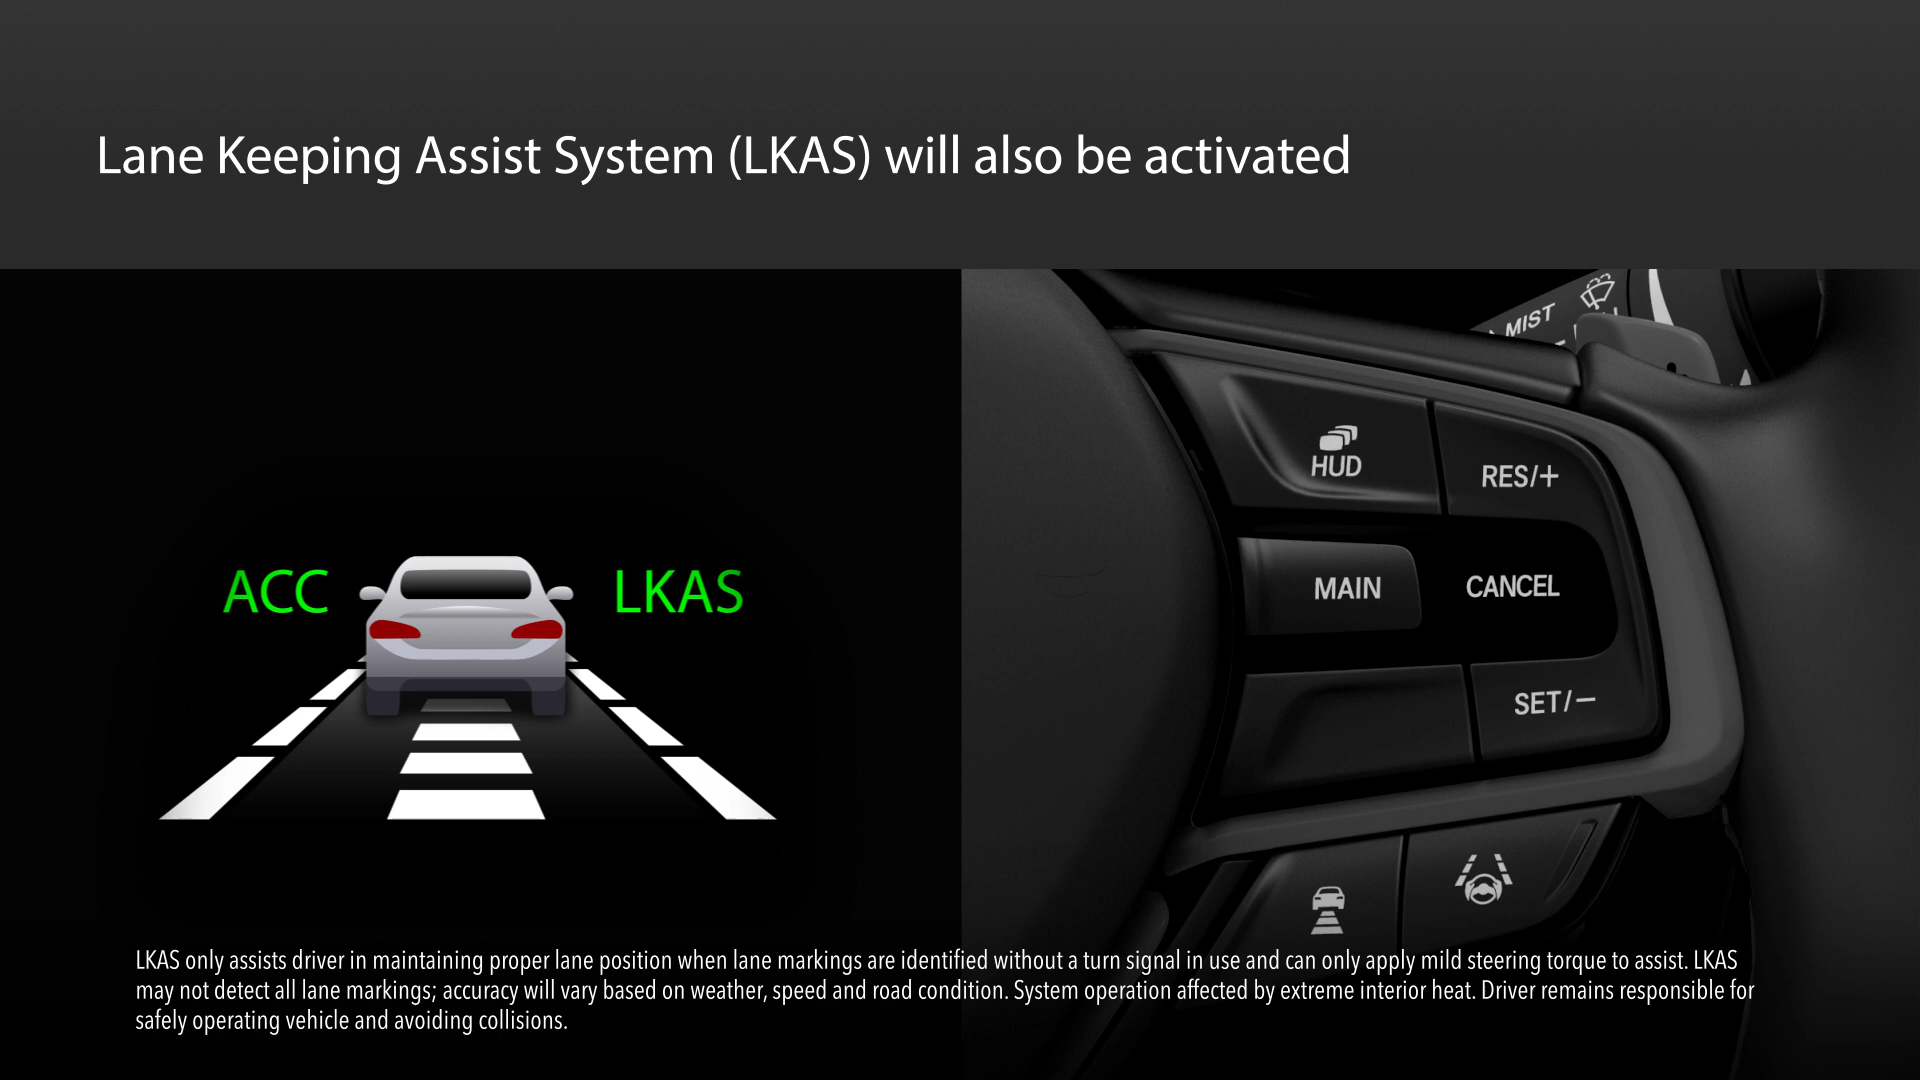 Lane Keeping Assist System (LKAS) will also be activated
MIST
HUD
RES/+
ACC
LKAS
MAIN
CANCEL
SET/−
LKAS only assists driver in maintaining proper lane position when lane markings are identified without a turn signal in use and can only apply mild steering torque to assist. LKAS
may not detect all lane markings; accuracy will vary based on weather, speed and road condition. System operation affected by extreme interior heat. Driver remains responsible for
safely operating vehicle and avoiding collisions.